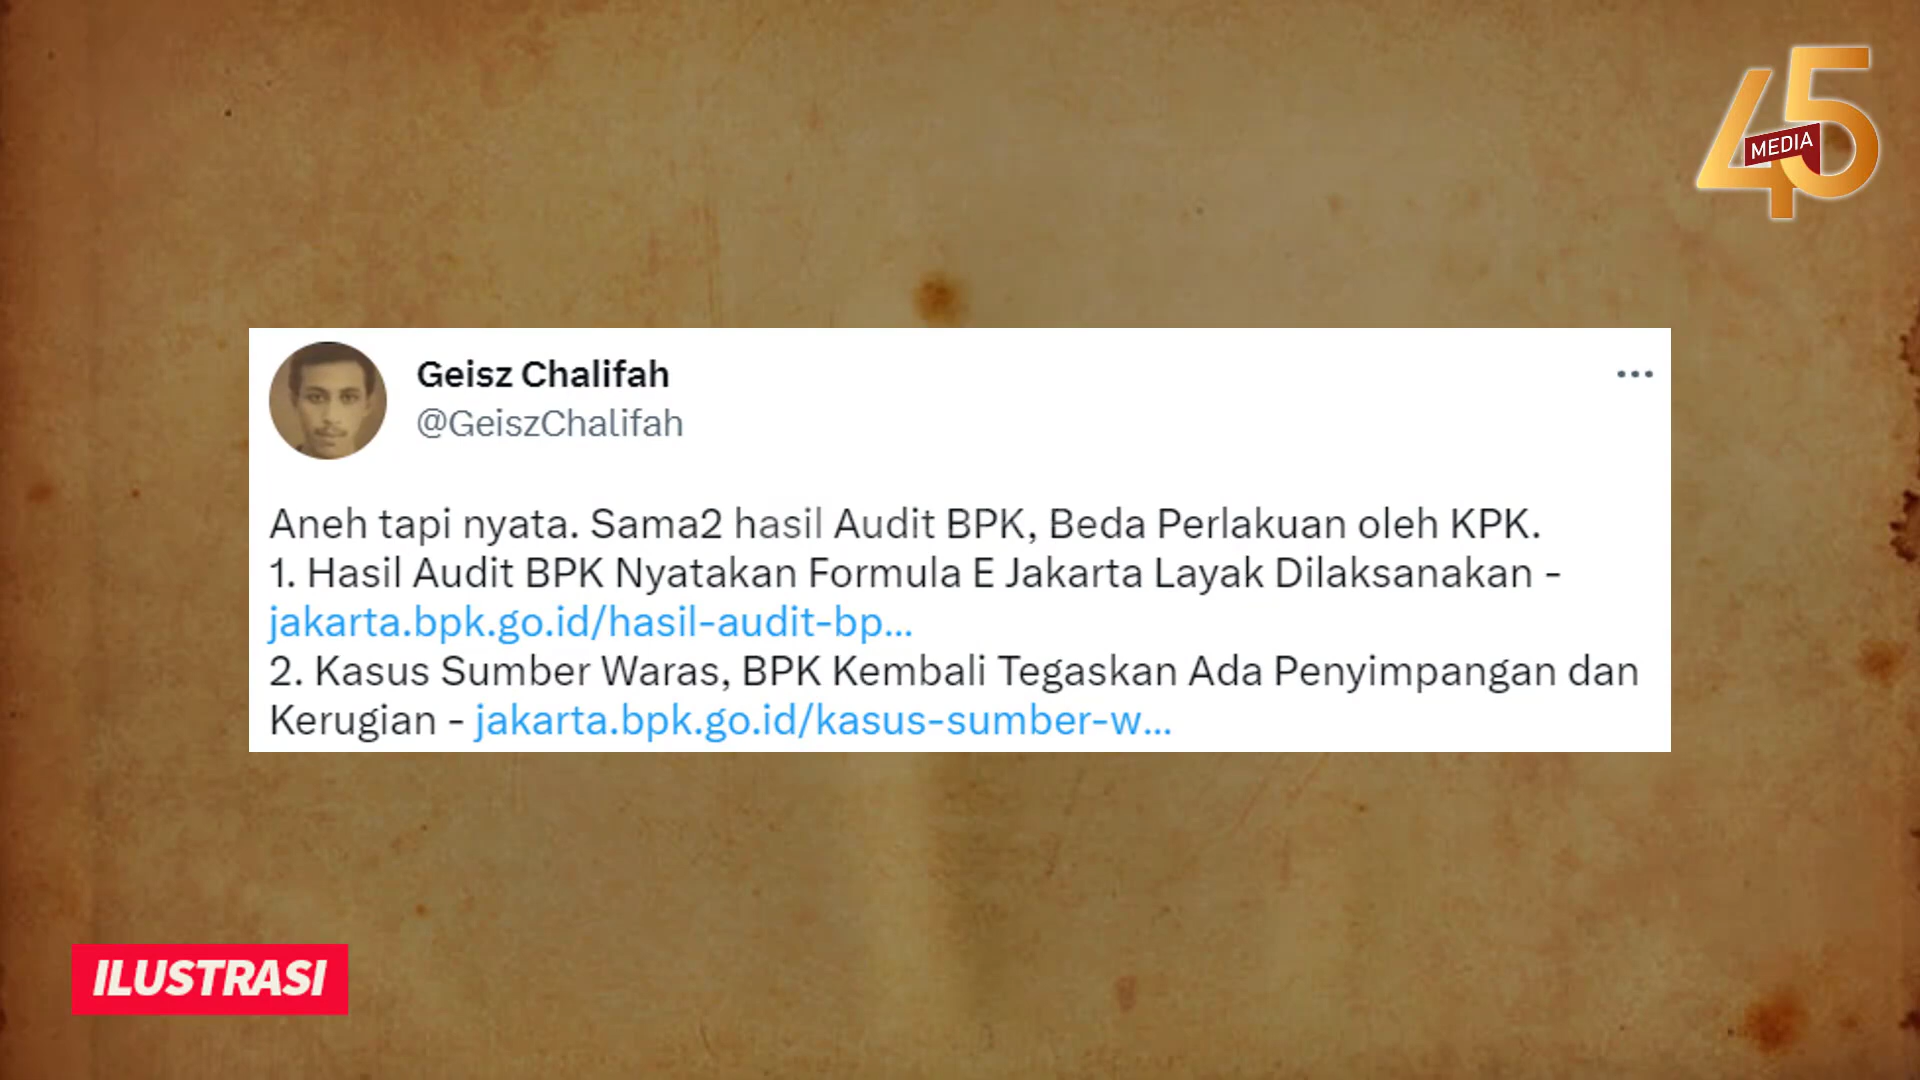 45
MEDIA
Geisz Chalifah
@GeiszChalifah
Aneh tapi nyata. Sama2 hasil Audit BPK, Beda Perlakuan oleh KPK.
1. Hasil Audit BPK Nyatakan Formula E Jakarta Layak Dilaksanakan -
jakarta.bpk.go.id/hasil-audit-bp...
2. Kasus Sumber Waras, BPK Kembali Tegaskan Ada Penyimpangan dan
Kerugian - jakarta.bpk.go.id/kasus-sumber-w...
ILUSTRASI